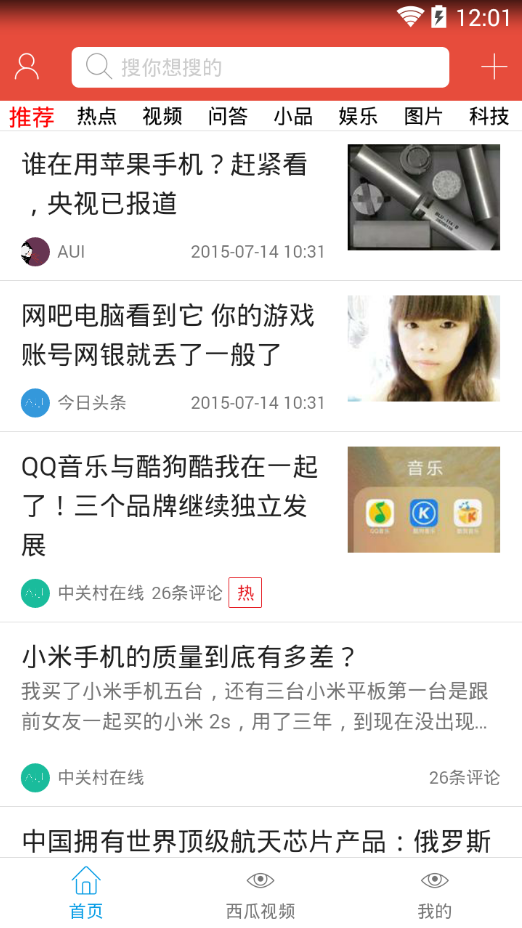 12:01
搜你想搜的
推荐 热点 视频 问答 小品 娱乐 图片 科技
谁在用苹果手机？赶紧看
，央视已报道
AUI 2015-07-14 10:31
网吧电脑看到它 你的游戏
账号网银就丢了一般了
今日头条 2015-07-14 10:31
QQ音乐与酷狗酷我在一起
了！三个品牌继续独立发
展
音乐
中关村在线 26条评论 热
小米手机的质量到底有多差？
我买了小米手机五台，还有三台小米平板第一台是跟
前女友一起买的小米 2s，用了三年，到现在没出现...
中关村在线 26条评论
中国拥有世界顶级航天芯片产品：俄罗斯
首页 西瓜视频 我的